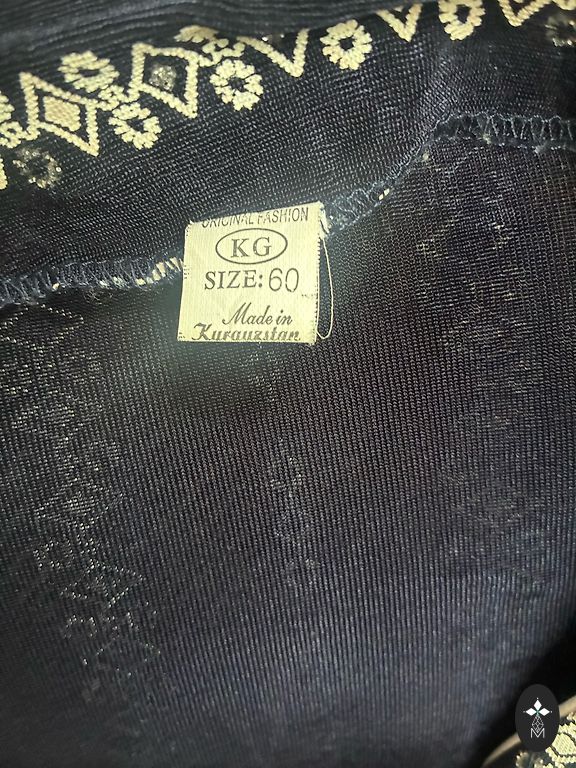 ORIGINAL FASHION
KG
SIZE: 60
Made in
Kyrgyzstan
M